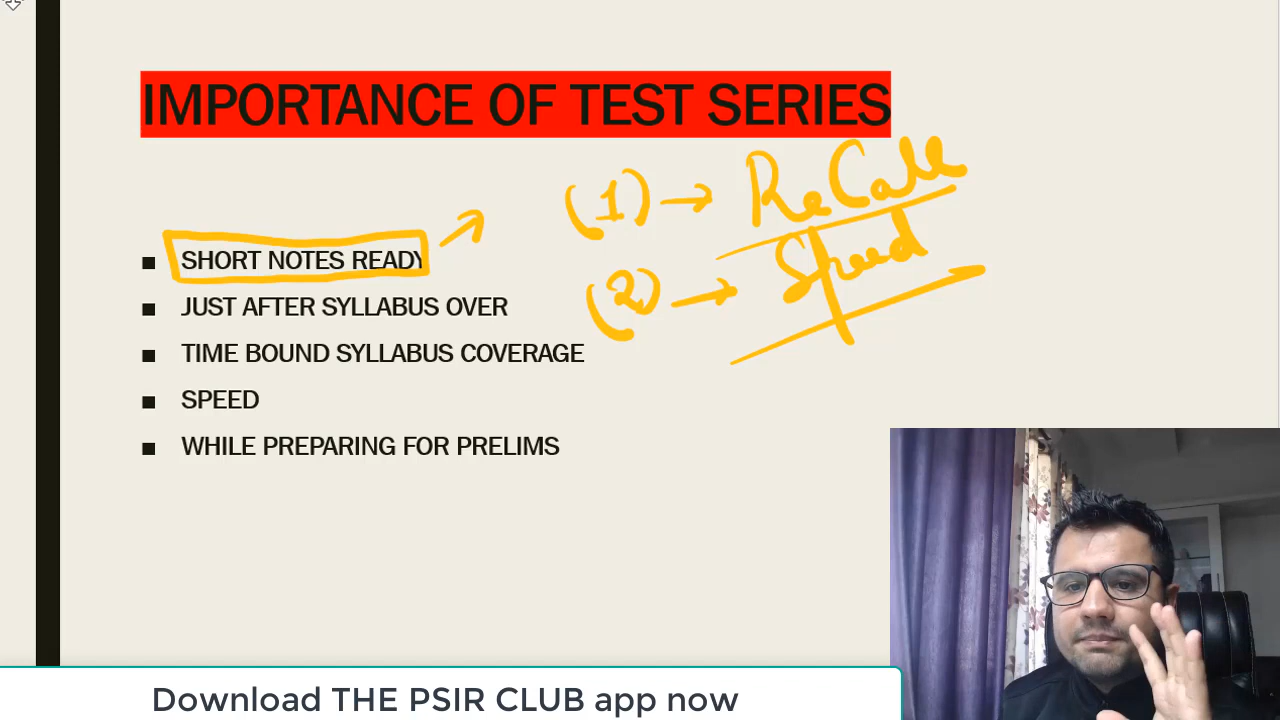 IMPORTANCE OF TEST SERIES
(1) → ReCall
■ SHORT NOTES READY
(2) → Speed
■ JUST AFTER SYLLABUS OVER
■ TIME BOUND SYLLABUS COVERAGE
■ SPEED
■ WHILE PREPARING FOR PRELIMS
Download THE PSIR CLUB app now